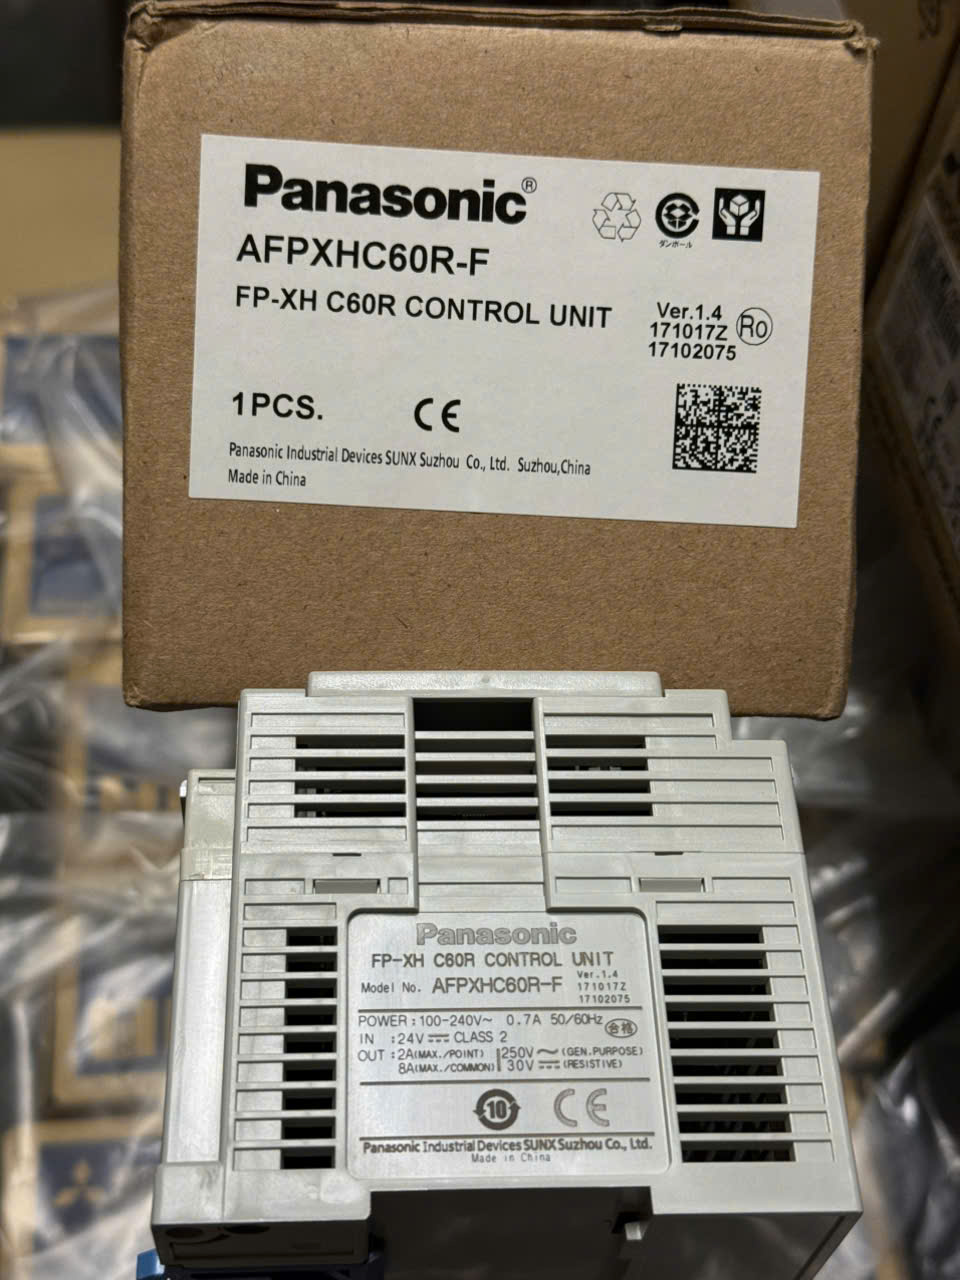 Panasonic®
ダンボール
AFPXHC60R-F
FP-XH C60R CONTROL UNIT
Ver.1.4
171017Z
17102075
Ro
1PCS.
CE
Panasonic Industrial Devices SUNX Suzhou Co., Ltd. Suzhou,China
Made in China
Panasonic
FP-XH C60R CONTROL UNIT
Model No. AFPXHC60R-F
Ver.1.4
171017Z
17102075
POWER:100-240V~ 0.7A 50/60Hz
合格
IN :24V⎓ CLASS 2
OUT :2A(MAX./POINT) 250V~(GEN.PURPOSE)
8A(MAX./COMMON) 30V⎓(RESISTIVE)
10
CE
Panasonic Industrial Devices SUNX Suzhou Co., Ltd.
Made in China